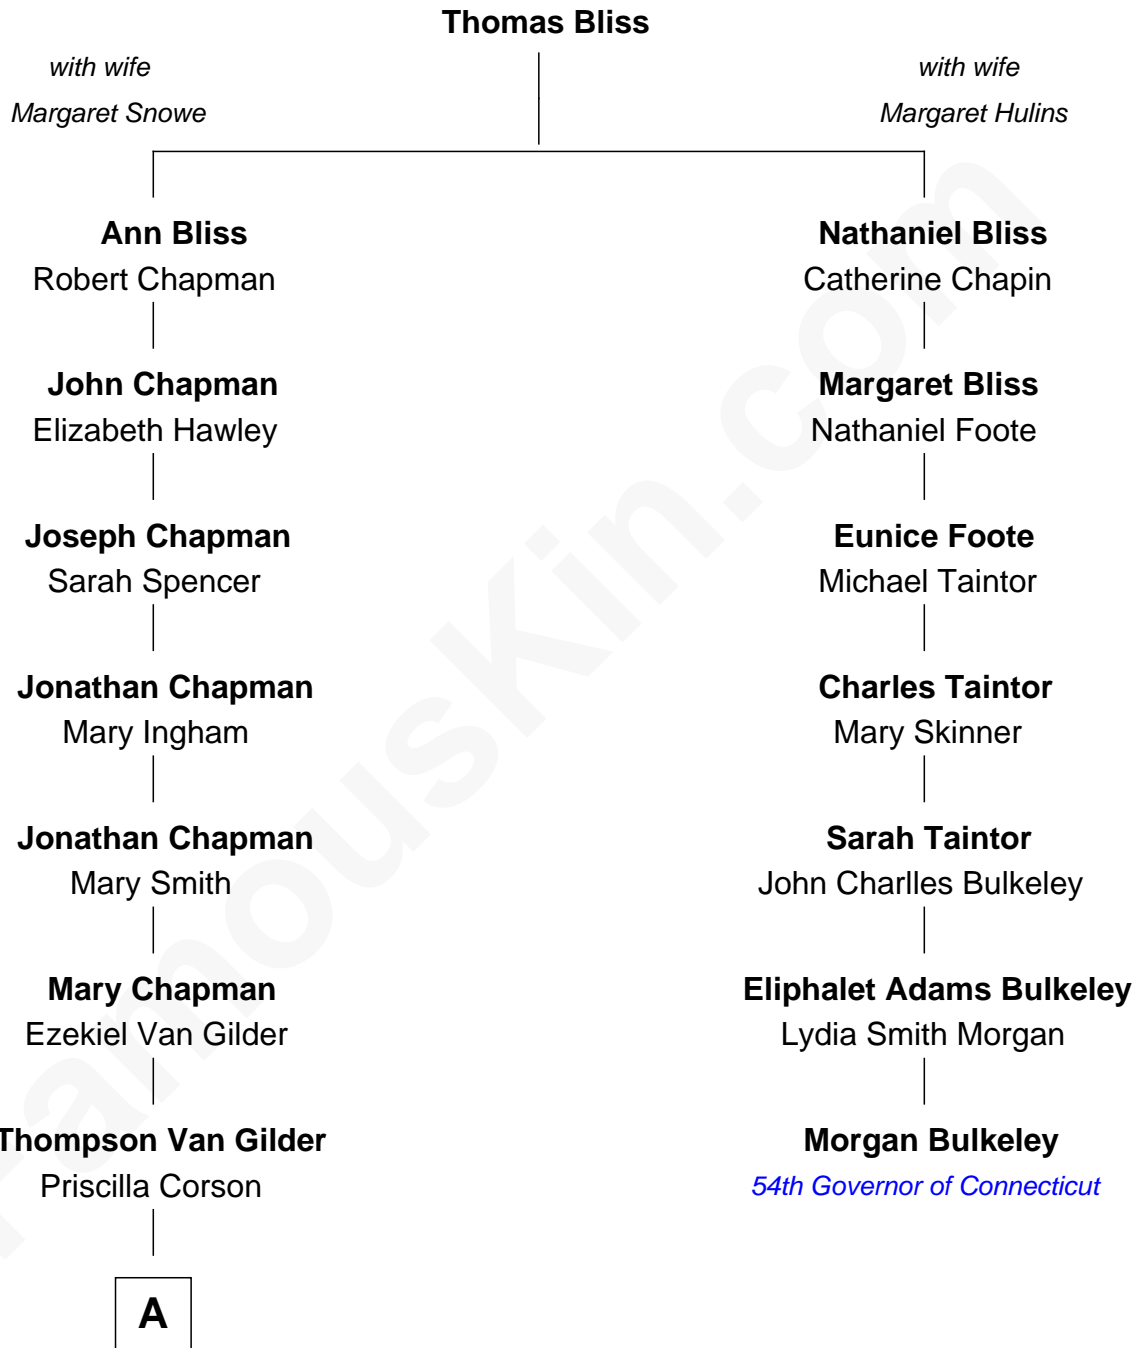 Thomas Bliss
with wife
Margaret Snowe
with wife
Margaret Hulins
Ann Bliss
Robert Chapman
John Chapman
Elizabeth Hawley
Joseph Chapman
Sarah Spencer
Jonathan Chapman
Mary Ingham
Jonathan Chapman
Mary Smith
Mary Chapman
Ezekiel Van Gilder
Thompson Van Gilder
Priscilla Corson
A
Nathaniel Bliss
Catherine Chapin
Margaret Bliss
Nathaniel Foote
Eunice Foote
Michael Taintor
Charles Taintor
Mary Skinner
Sarah Taintor
John Charlles Bulkeley
Eliphalet Adams Bulkeley
Lydia Smith Morgan
Morgan Bulkeley
54th Governor of Connecticut
FamousKin.com